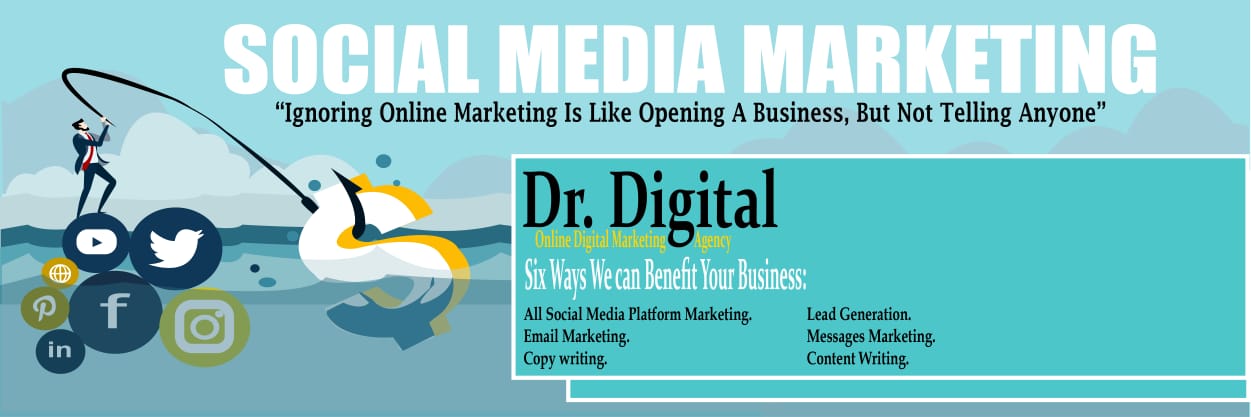 SOCIAL MEDIA MARKETING
“Ignoring Online Marketing Is Like Opening A Business, But Not Telling Anyone”
Dr. Digital
Online Digital Marketing Agency
Six Ways We can Benefit Your Business:
All Social Media Platform Marketing.
Email Marketing.
Copy writing.
Lead Generation.
Messages Marketing.
Content Writing.